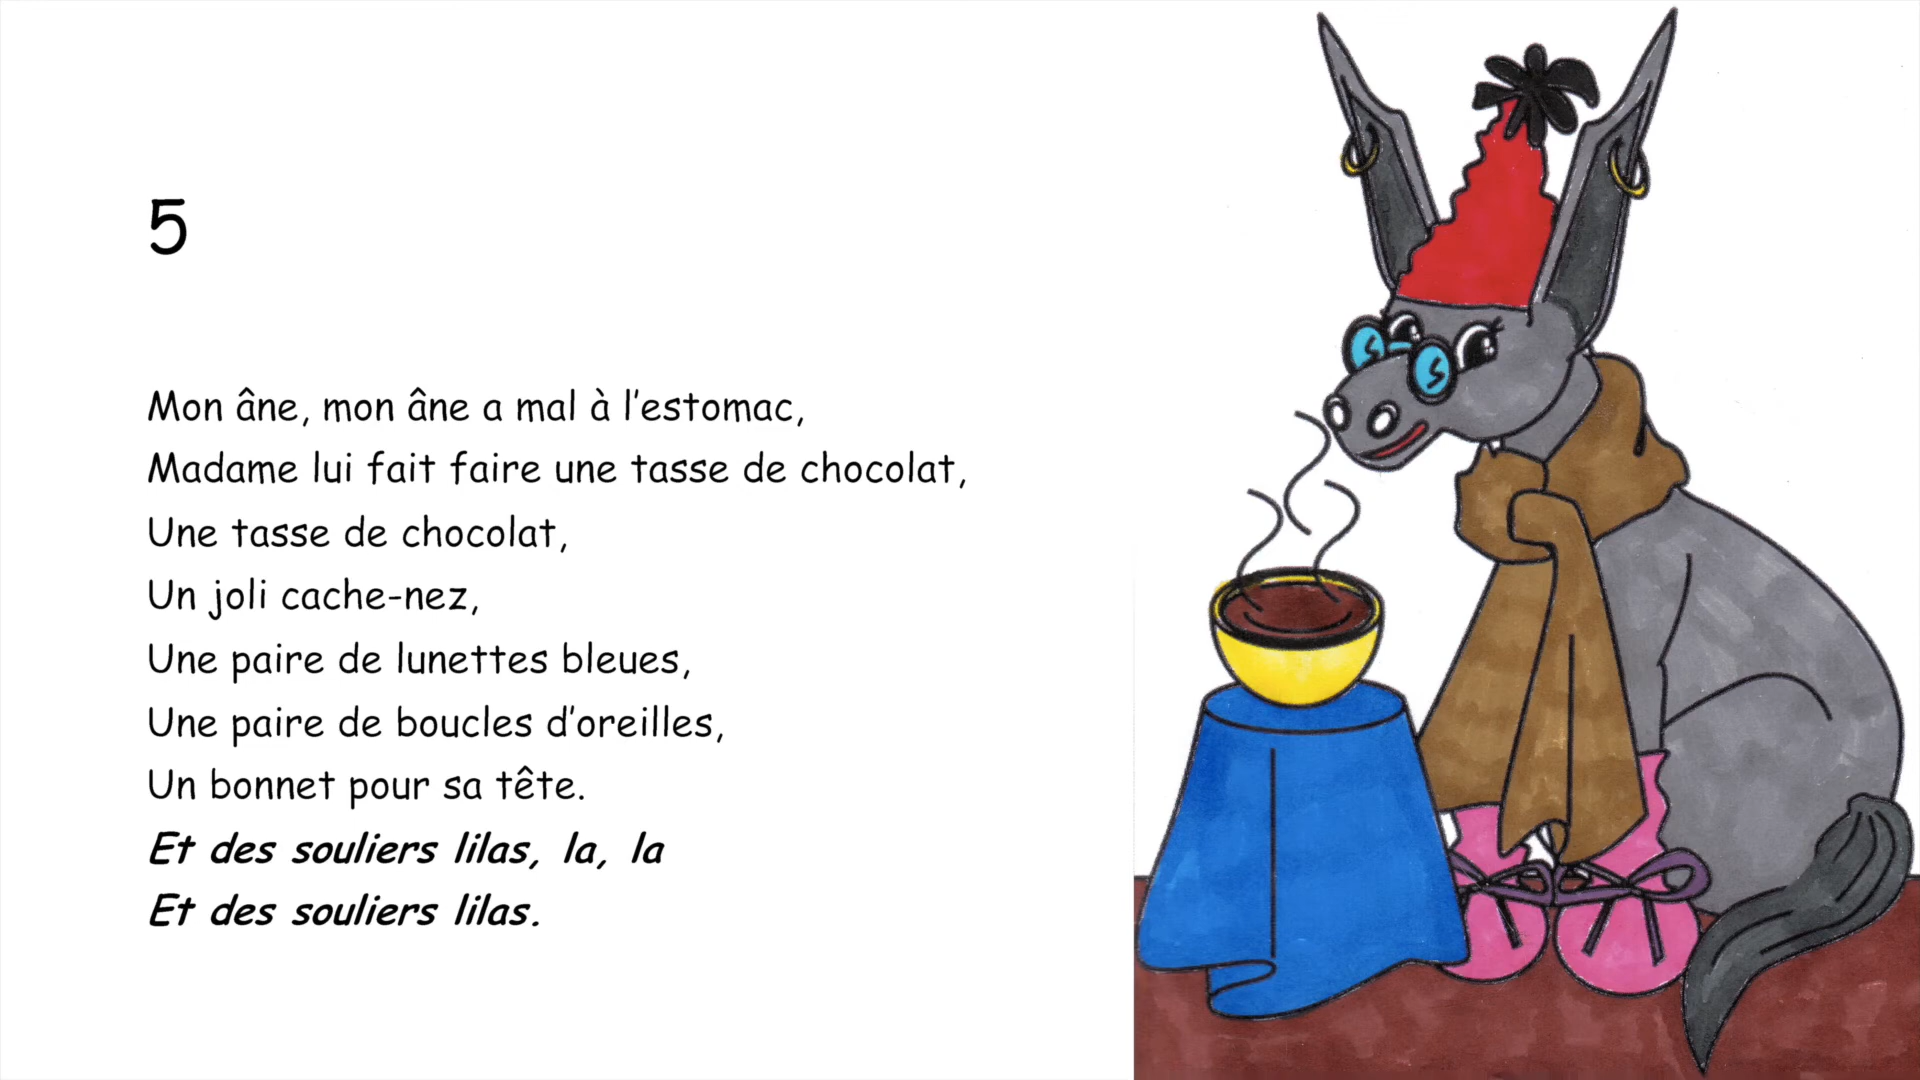 5
Mon âne, mon âne a mal à l'estomac,
Madame lui fait faire une tasse de chocolat,
Une tasse de chocolat,
Un joli cache-nez,
Une paire de lunettes bleues,
Une paire de boucles d'oreilles,
Un bonnet pour sa tête.
Et des souliers lilas, la, la
Et des souliers lilas.